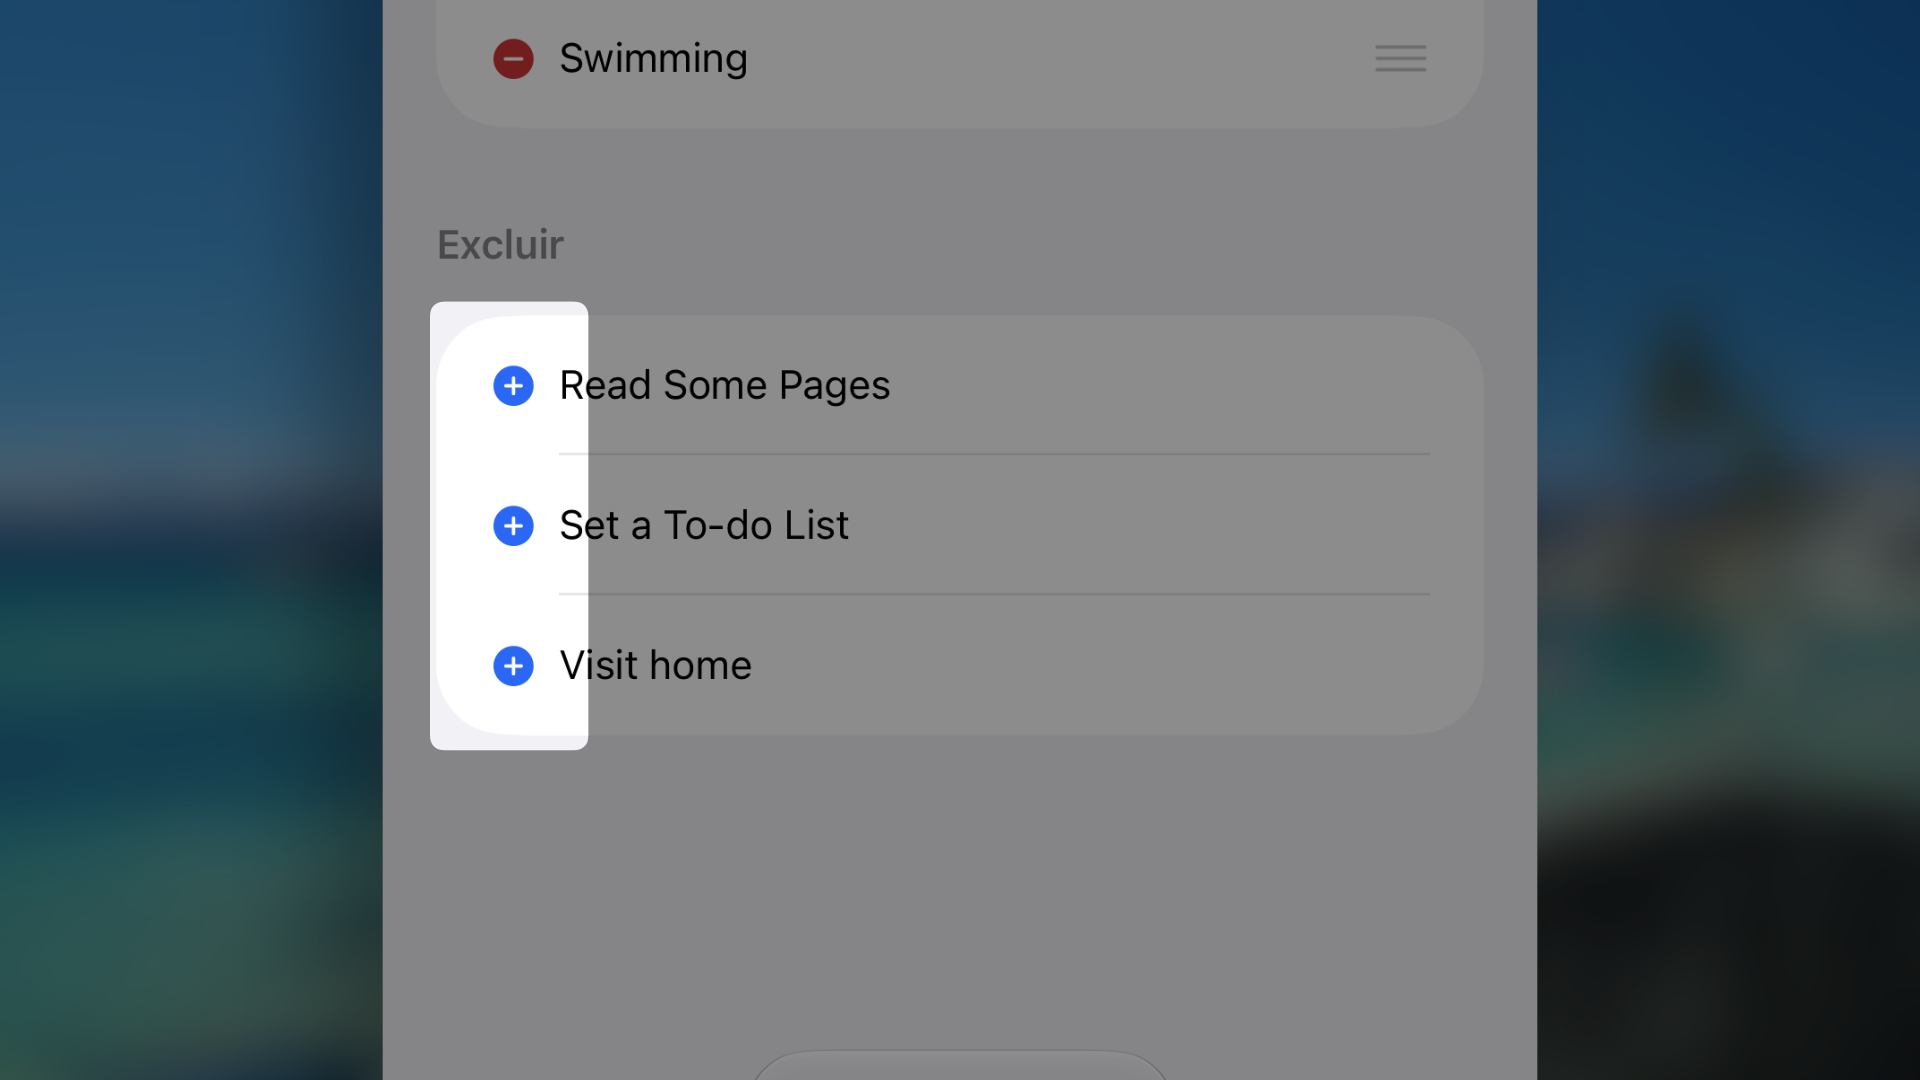 Swimming
Excluir
Read Some Pages
Set a To-do List
Visit home